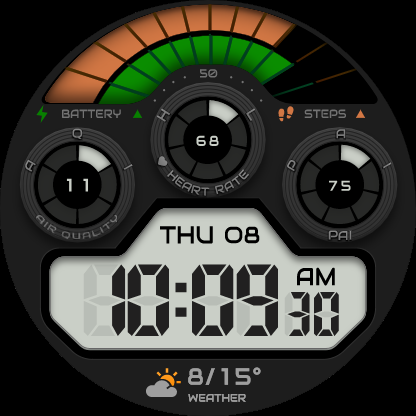 50
BATTERY
STEPS
H L
68
HEART RATE
A Q I
11
AIR QUALITY
P A I
75
PAI
THU 08
10:09
AM
30
8/15°
WEATHER